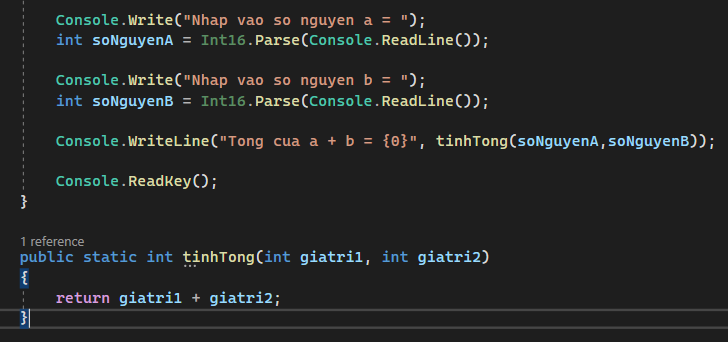 Console.Write("Nhap vao so nguyen a = ");
int soNguyenA = Int16.Parse(Console.ReadLine());
Console.Write("Nhap vao so nguyen b = ");
int soNguyenB = Int16.Parse(Console.ReadLine());
Console.WriteLine("Tong cua a + b = {0}", tinhTong(soNguyenA,soNguyenB));
Console.ReadKey();
}
1 reference
public static int tinhTong(int giatri1, int giatri2)
{
return giatri1 + giatri2;
}